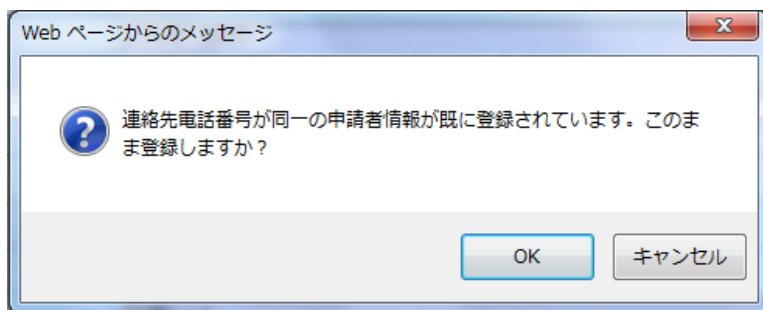 Web ページからのメッセージ
x
連絡先電話番号が同一の申請者情報が既に登録されています。このま
ま登録しますか？
OK
キャンセル